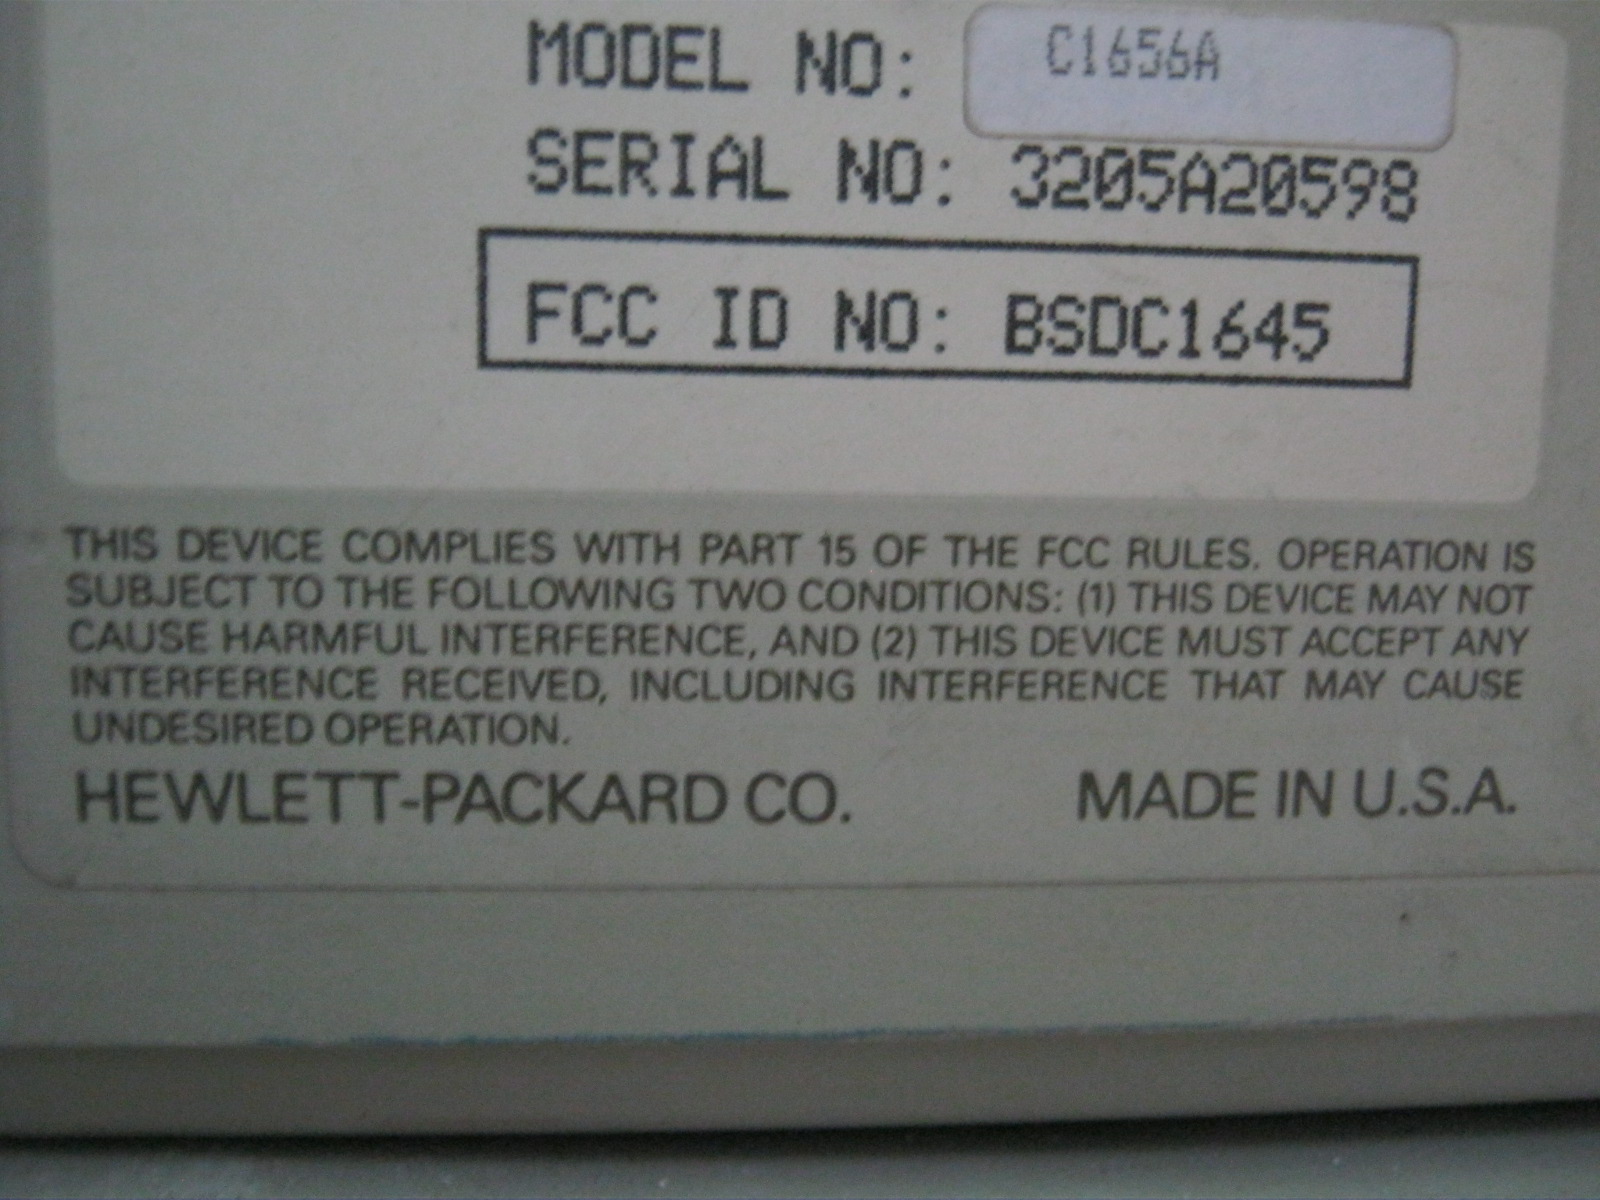 MODEL NO: C1656A
SERIAL NO: 3205A20598
FCC ID NO: BSDC1645
THIS DEVICE COMPLIES WITH PART 15 OF THE FCC RULES. OPERATION IS
SUBJECT TO THE FOLLOWING TWO CONDITIONS: (1) THIS DEVICE MAY NOT
CAUSE HARMFUL INTERFERENCE, AND (2) THIS DEVICE MUST ACCEPT ANY
INTERFERENCE RECEIVED, INCLUDING INTERFERENCE THAT MAY CAUSE
UNDESIRED OPERATION.
HEWLETT-PACKARD CO. MADE IN U.S.A.